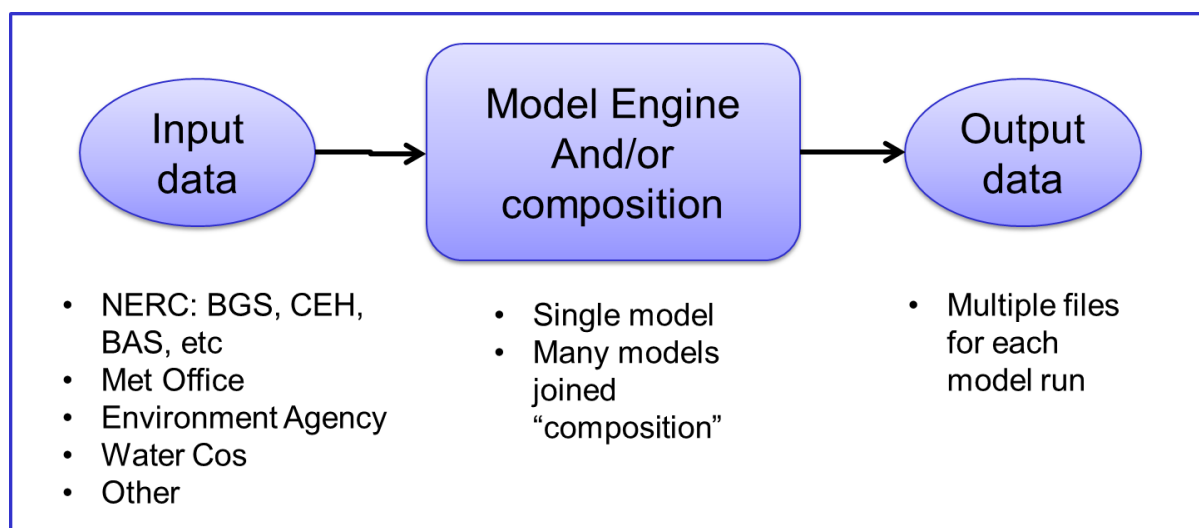 Input
data
Model Engine
And/or
composition
Output
data
• NERC: BGS, CEH,
BAS, etc
• Met Office
• Environment Agency
• Water Cos
• Other
• Single model
• Many models
joined
“composition”
• Multiple files
for each
model run